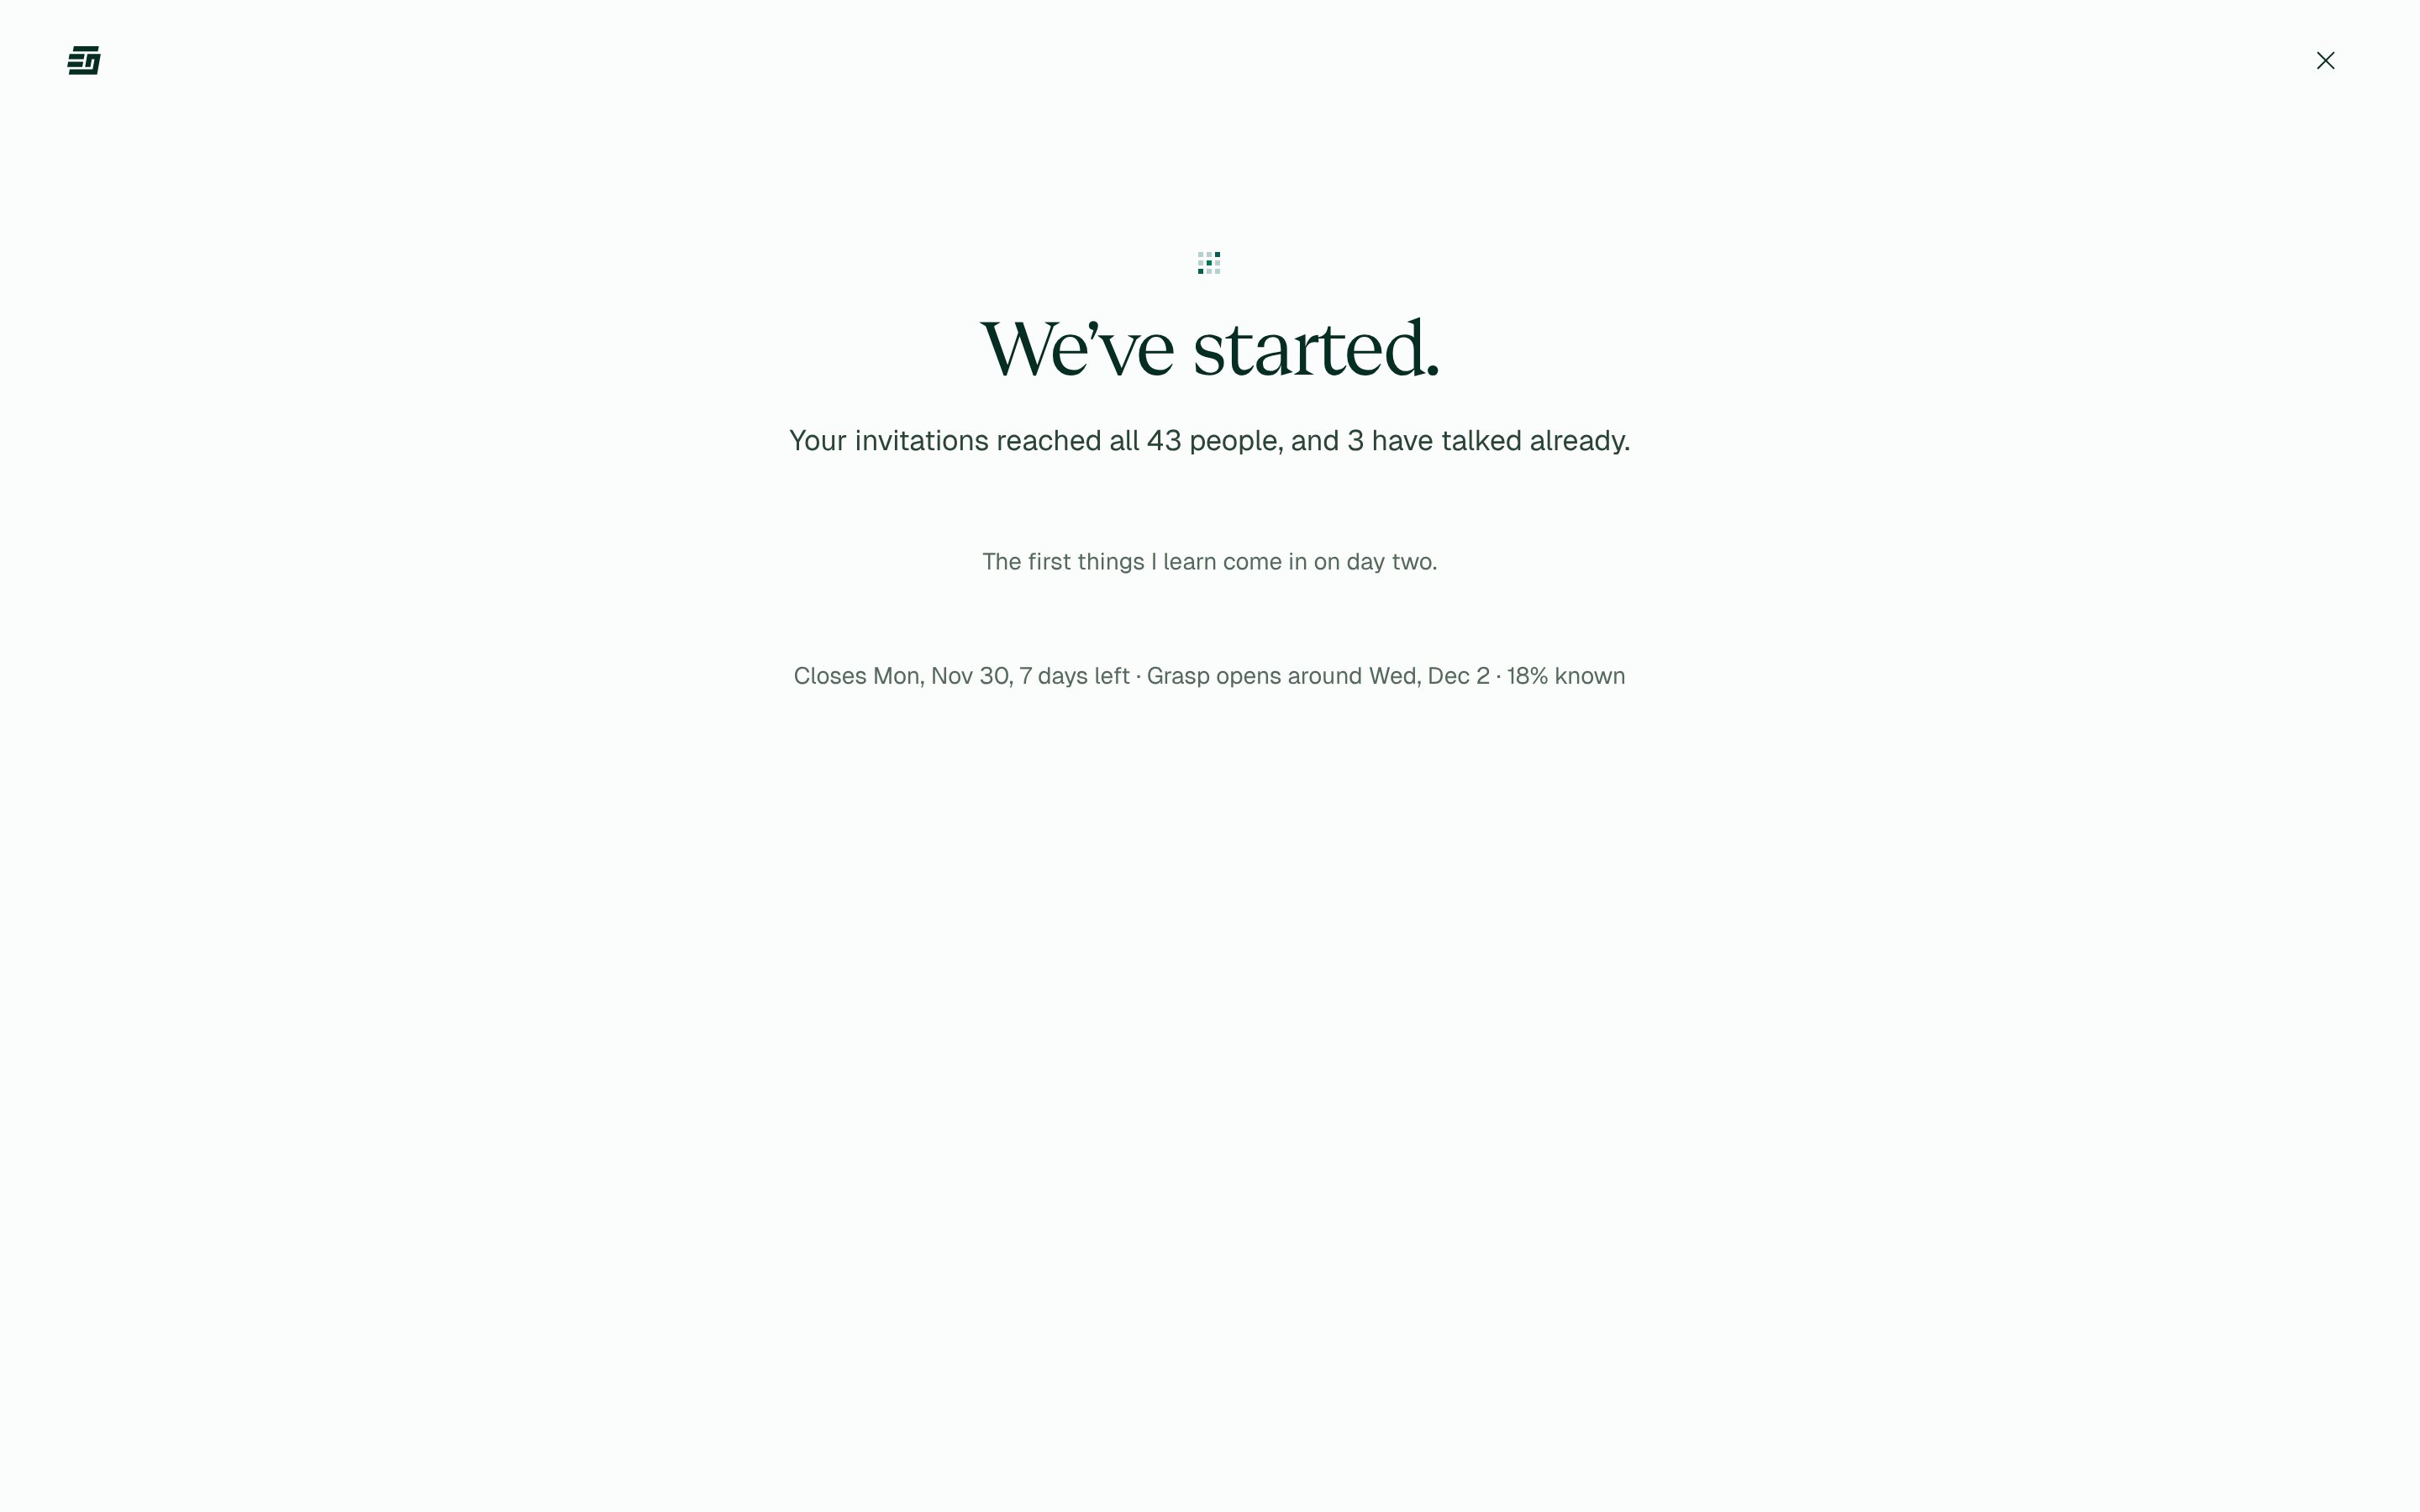 We’ve started.
Your invitations reached all 43 people, and 3 have talked already.
The first things I learn come in on day two.
Closes Mon, Nov 30, 7 days left · Grasp opens around Wed, Dec 2 · 18% known